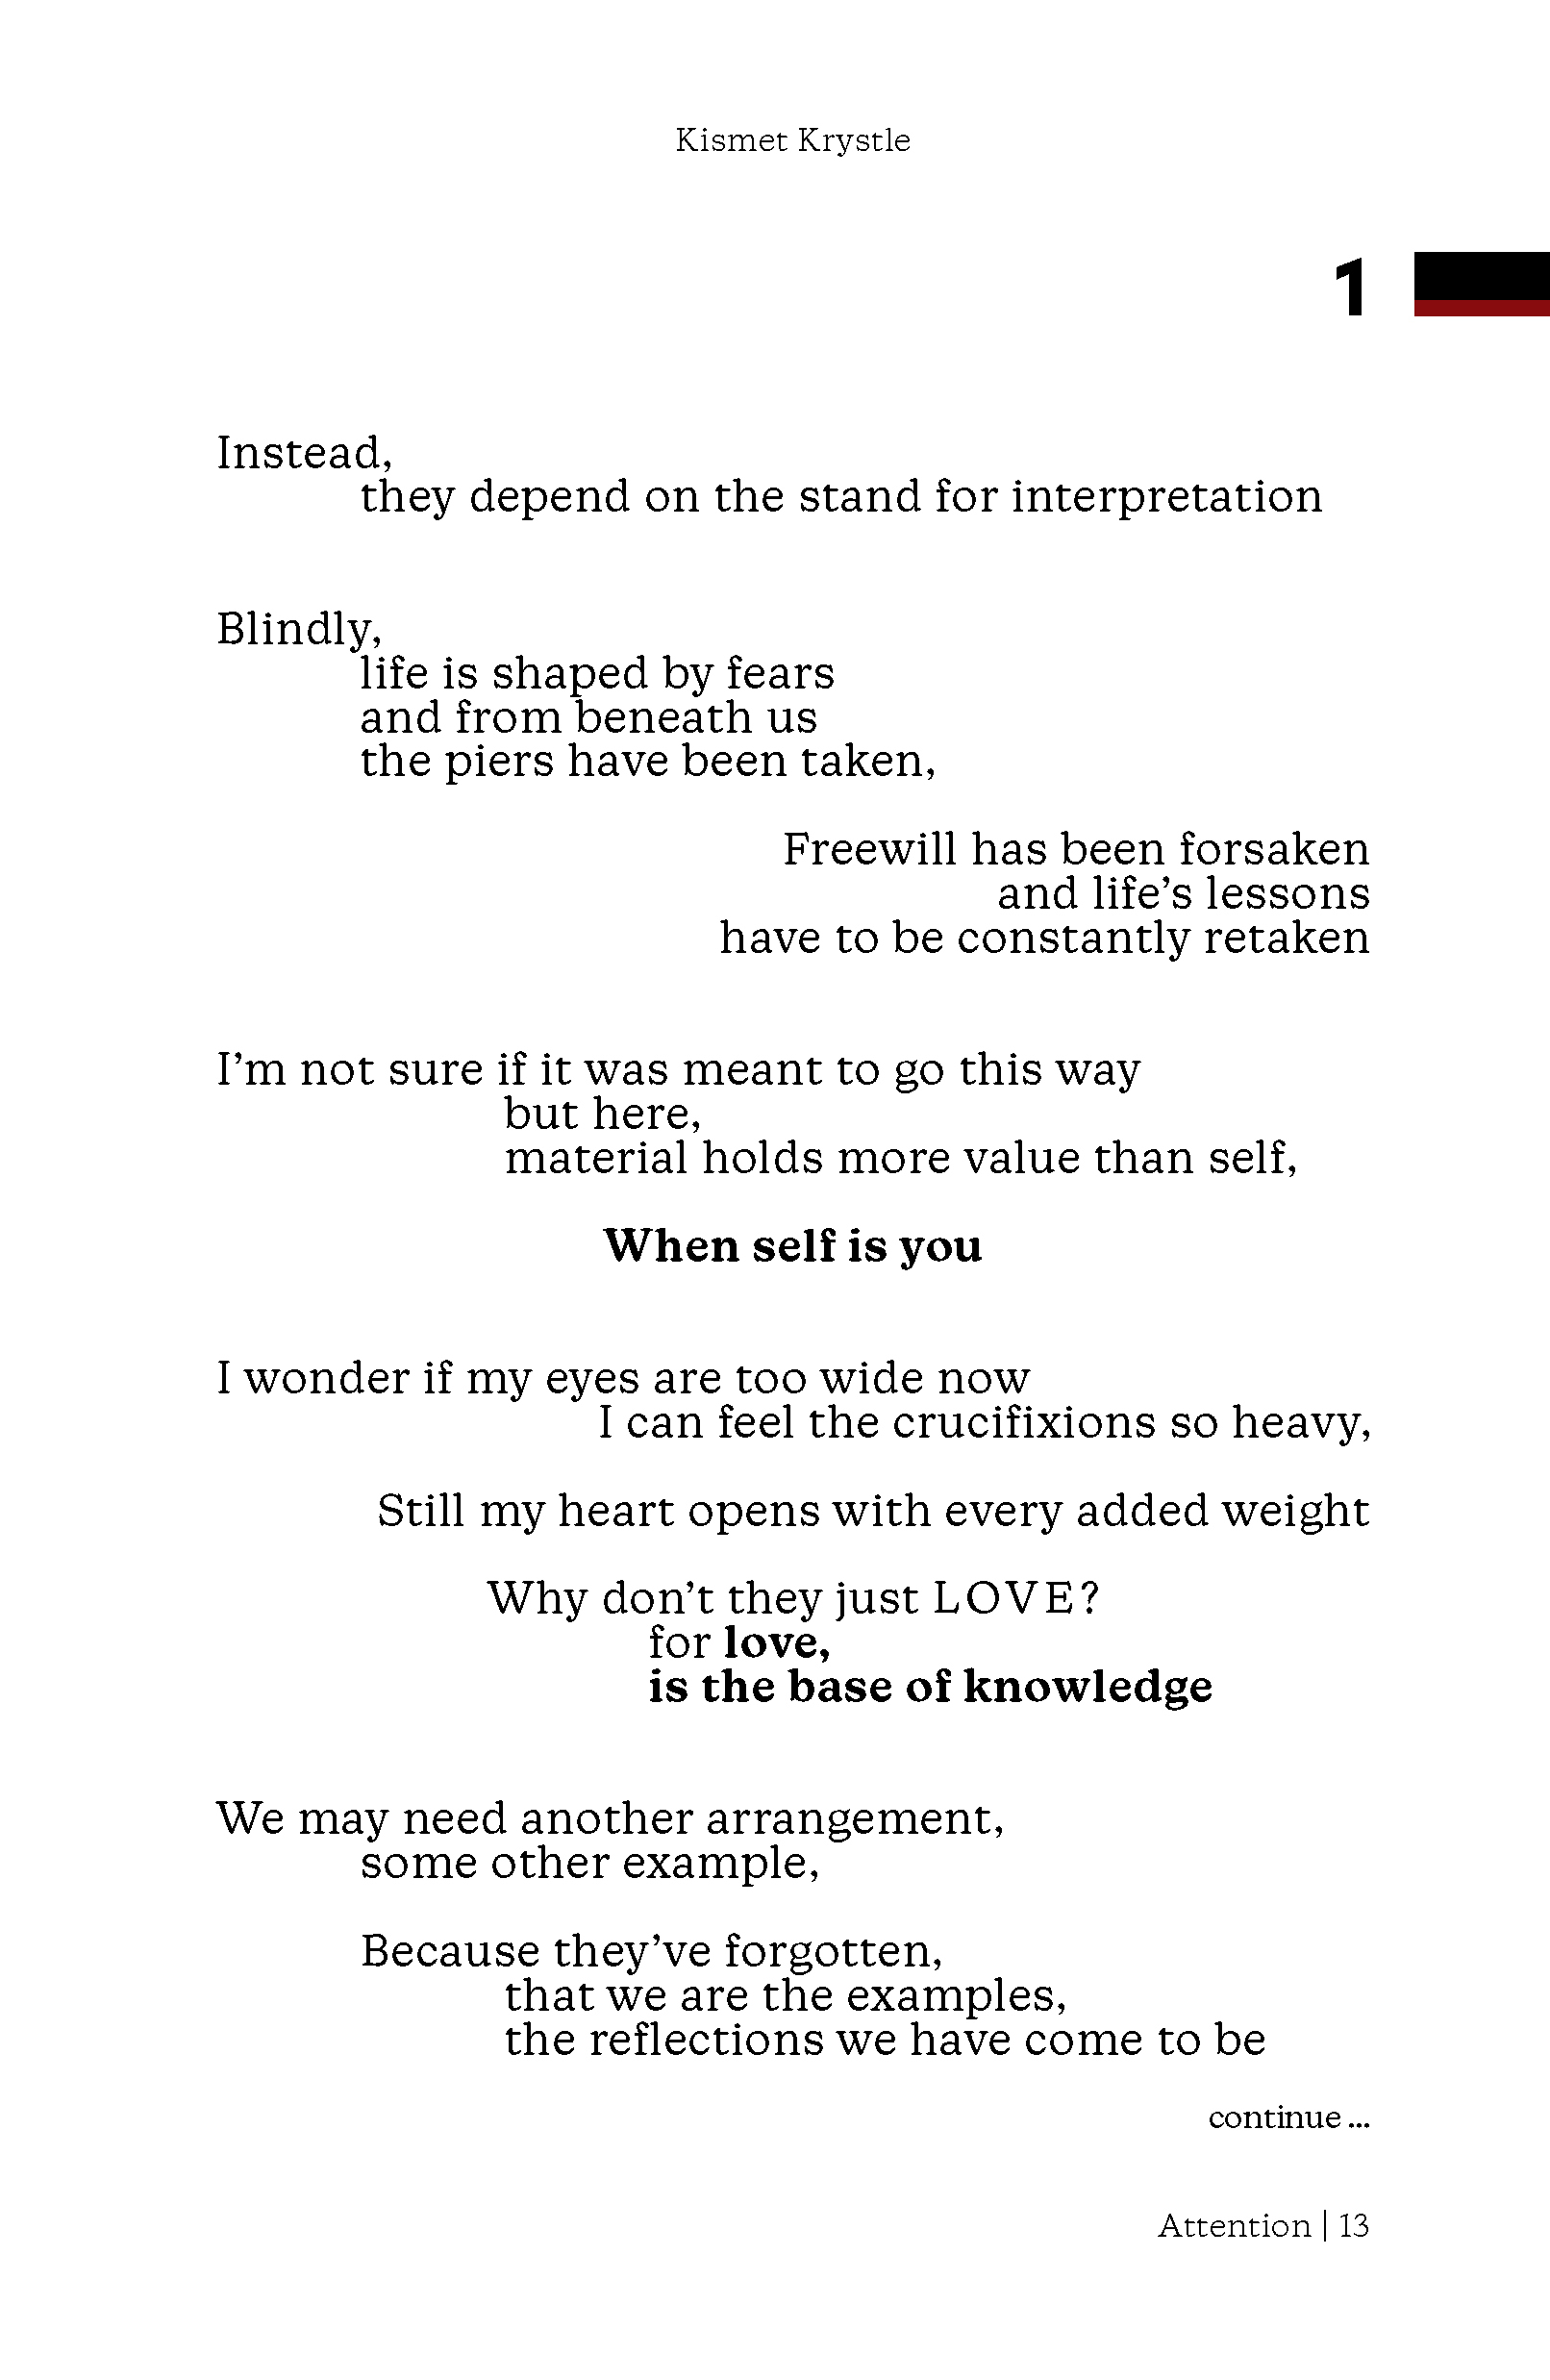 Kismet Krystle
1
Instead,
they depend on the stand for interpretation
Blindly,
life is shaped by fears
and from beneath us
the piers have been taken,
Freewill has been forsaken
and life’s lessons
have to be constantly retaken
I’m not sure if it was meant to go this way
but here,
material holds more value than self,
When self is you
I wonder if my eyes are too wide now
I can feel the crucifixions so heavy,
Still my heart opens with every added weight
Why don’t they just LOVE?
for love,
is the base of knowledge
We may need another arrangement,
some other example,
Because they’ve forgotten,
that we are the examples,
the reflections we have come to be
continue ...
Attention | 13